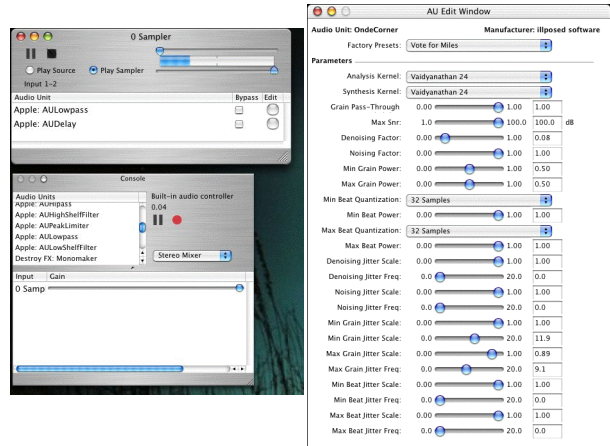 0 Sampler
Play Source
Play Sampler
Input 1-2
Audio Unit Bypass Edit
Apple: AULowpass
Apple: AUDelay
Console
Audio Units
Apple: AUHipass
Apple: AUHighShelfFilter
Apple: AUPeakLimiter
Apple: AULowpass
Apple: AULowShelfFilter
Destroy FX: Monomaker
Built-in audio controller
0.04
Stereo Mixer
Input Gain
0 Samp
AU Edit Window
Audio Unit: OndeCorner Manufacturer: illposed software
Factory Presets: Vote for Miles
Parameters
Analysis Kernel: Vaidyanathan 24
Synthesis Kernel: Vaidyanathan 24
Grain Pass-Through 0.00 1.00 1.00
Max Snr: 1.0 100.0 100.0 dB
Denoising Factor: 0.00 1.00 0.08
Noising Factor: 0.00 1.00 1.00
Min Grain Power: 0.00 1.00 0.50
Max Grain Power: 0.00 1.00 0.50
Min Beat Quantization: 32 Samples
Min Beat Power: 0.00 1.00 1.00
Max Beat Quantization: 32 Samples
Max Beat Power: 0.00 1.00 1.00
Denoising Jitter Scale: 0.00 1.00 1.00
Denoising Jitter Freq: 0.0 20.0 0.0
Noising Jitter Scale: 0.00 1.00 1.00
Noising Jitter Freq: 0.0 20.0 0.0
Min Grain Jitter Scale: 0.00 1.00 1.00
Min Grain Jitter Scale: 0.0 20.0 11.9
Max Grain Jitter Scale: 0.00 1.00 0.89
Max Grain Jitter Freq: 0.0 20.0 9.1
Min Beat Jitter Scale: 0.00 1.00 1.00
Min Beat Jitter Freq: 0.0 20.0 0.0
Max Beat Jitter Scale: 0.00 1.00 1.00
Max Beat Jitter Freq: 0.0 20.0 0.0